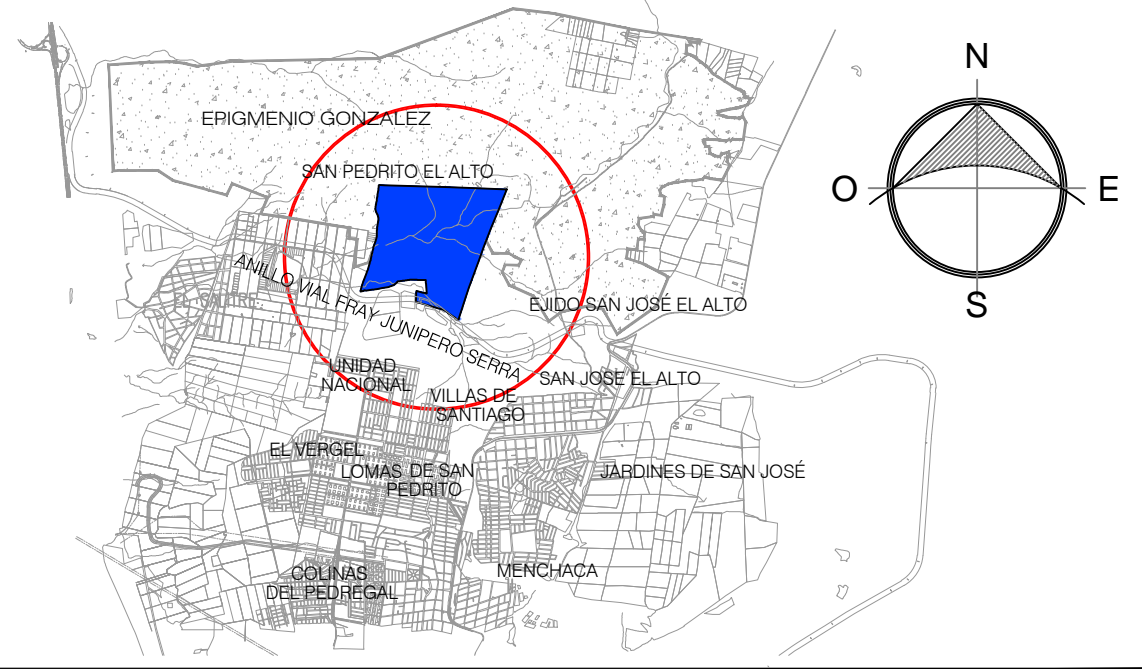 N
EPIGMENIO GONZALEZ
SAN PEDRITO EL ALTO
O
E
ANILLO VIAL FRAY JUNIPERO SERRA
EL SALITRE
EJIDO SAN JOSÉ EL ALTO
S
UNIDAD
NACIONAL
SAN JOSE EL ALTO
VILLAS DE
SANTIAGO
EL VERGEL
LOMAS DE SAN
PEDRITO
JARDINES DE SAN JOSÉ
COLINAS
DEL PEDREGAL
MENCHACA